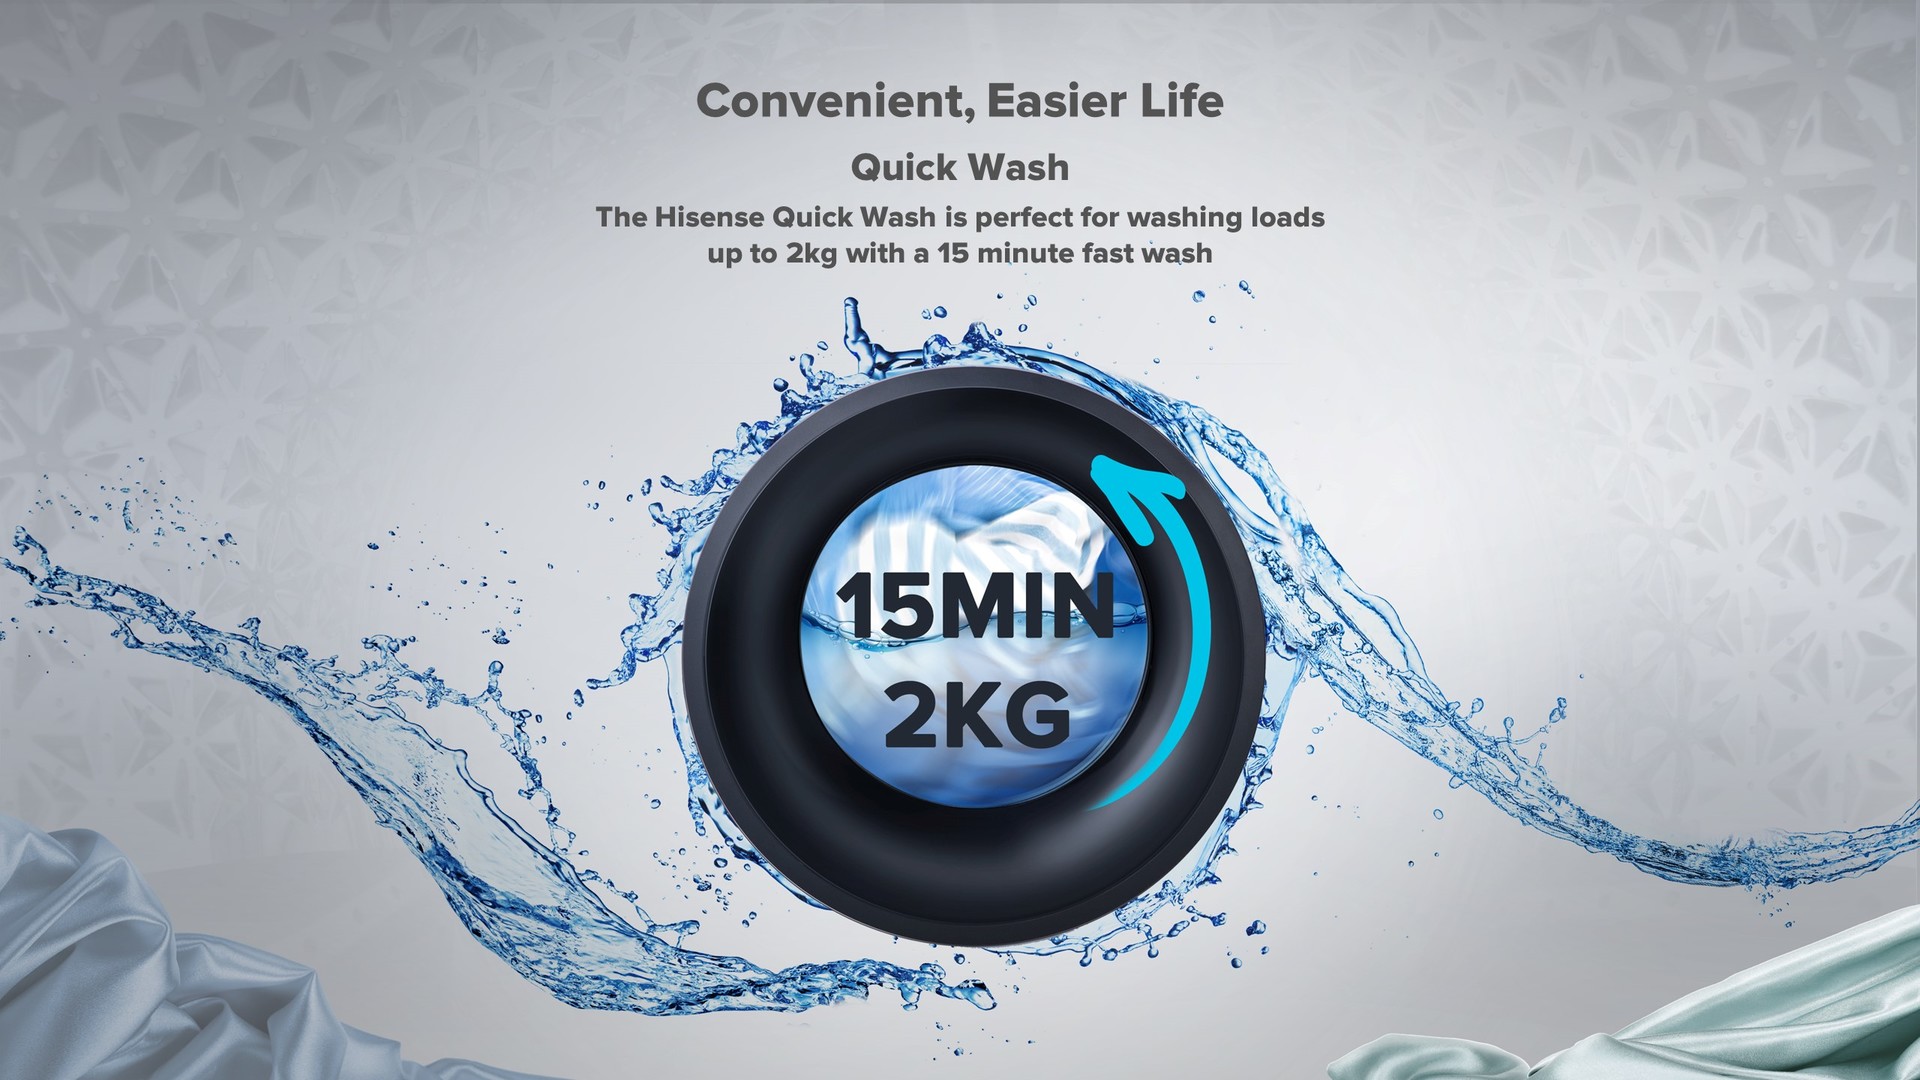 Convenient, Easier Life
Quick Wash
The Hisense Quick Wash is perfect for washing loads
up to 2kg with a 15 minute fast wash
15MIN
2KG